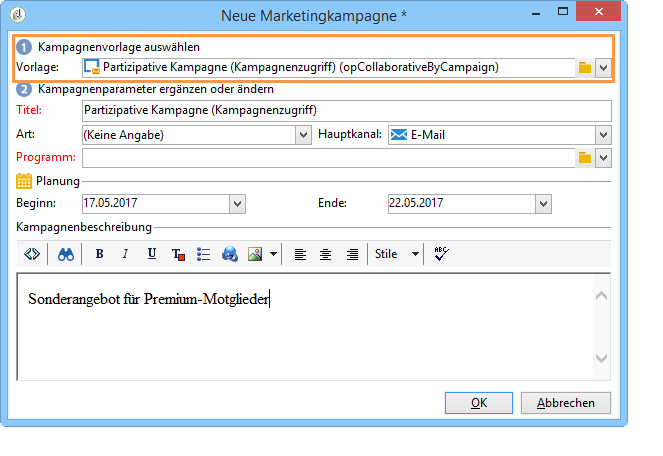 Neue Marketingkampagne *
1 Kampagnenvorlage auswählen
Vorlage: Partizipative Kampagne (Kampagnenzugriff) (opCollaborativeByCampaign)
2 Kampagnenparameter ergänzen oder ändern
Titel: Partizipative Kampagne (Kampagnenzugriff)
Art: (Keine Angabe) Hauptkanal: E-Mail
Programm:
Planung
Beginn: 17.05.2017 Ende: 22.05.2017
Kampagnenbeschreibung
B I U T Stile ABC
Sonderangebot für Premium-Motglieder
OK Abbrechen